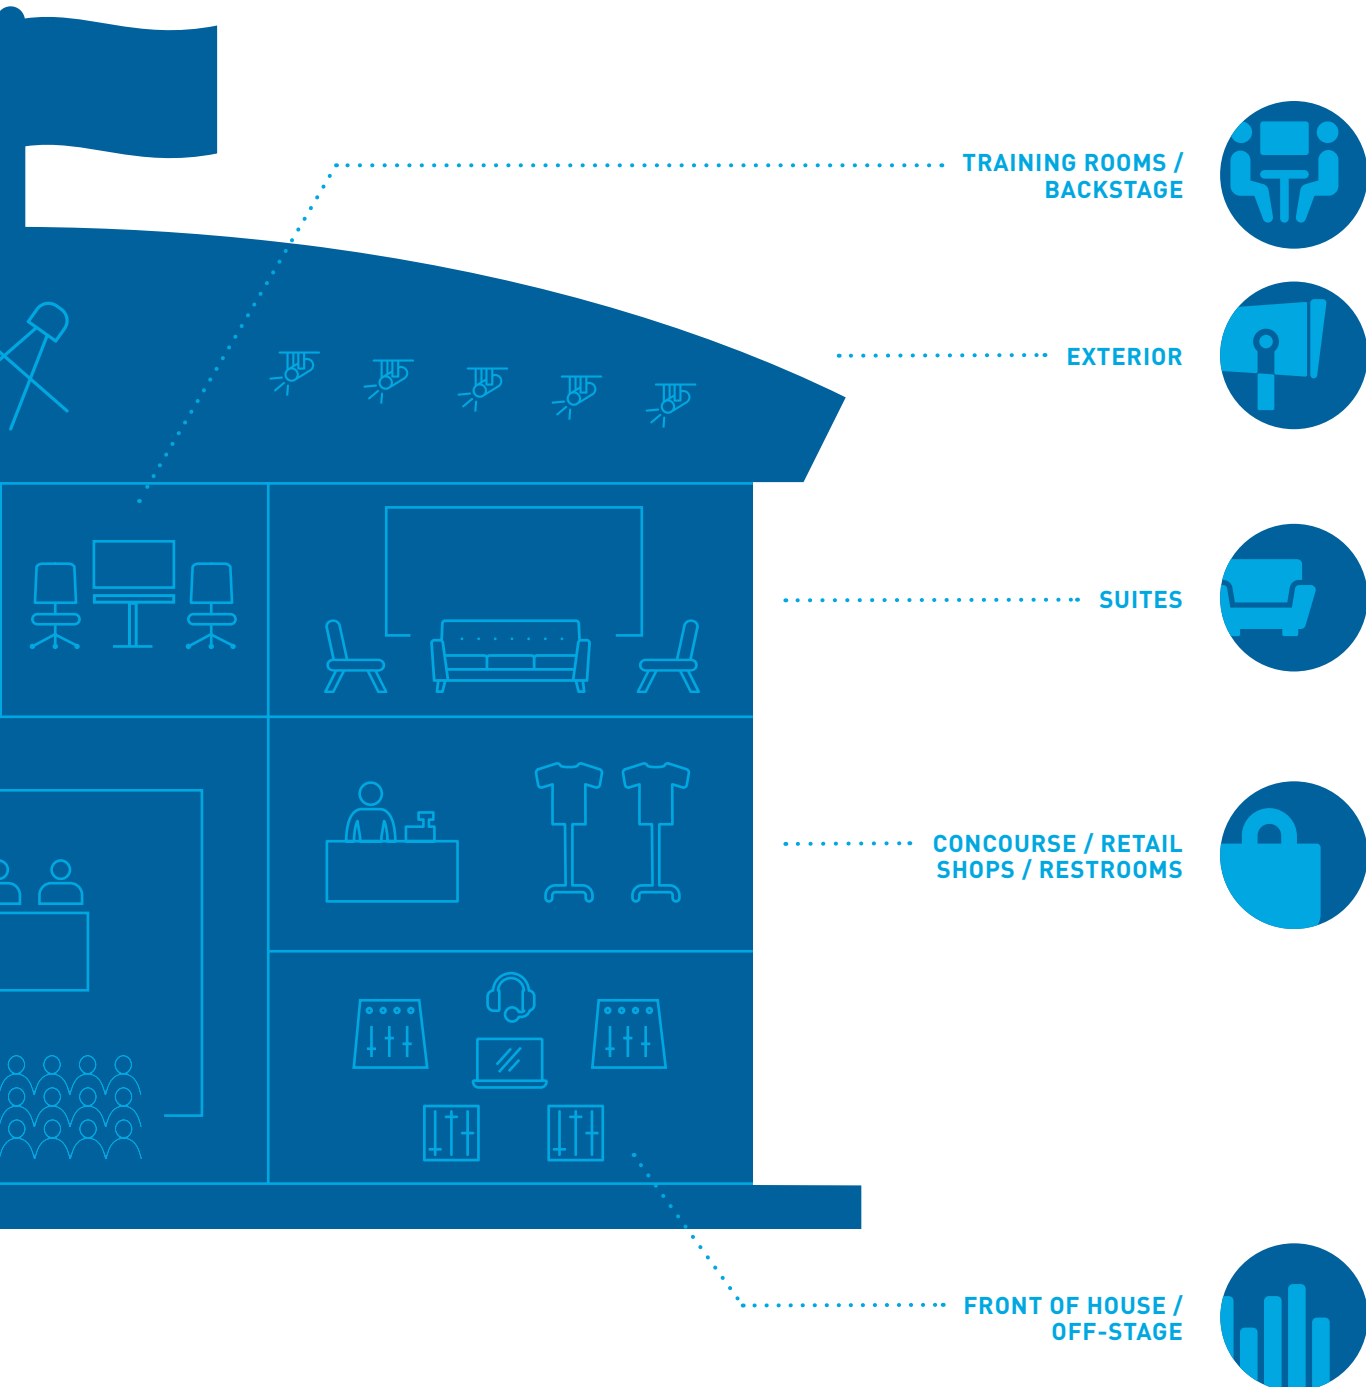 TRAINING ROOMS /
BACKSTAGE
EXTERIOR
SUITES
CONCOURSE / RETAIL
SHOPS / RESTROOMS
FRONT OF HOUSE /
OFF-STAGE